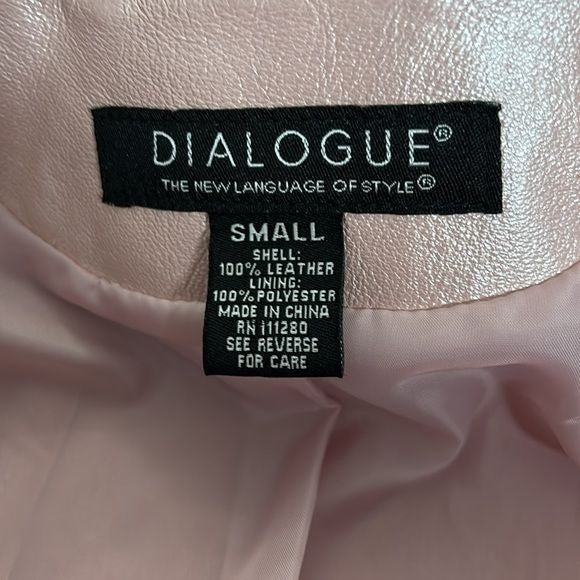 DIALOGUE®
THE NEW LANGUAGE OF STYLE®
SMALL
SHELL:
100% LEATHER
LINING:
100% POLYESTER
MADE IN CHINA
RN 111280
SEE REVERSE
FOR CARE